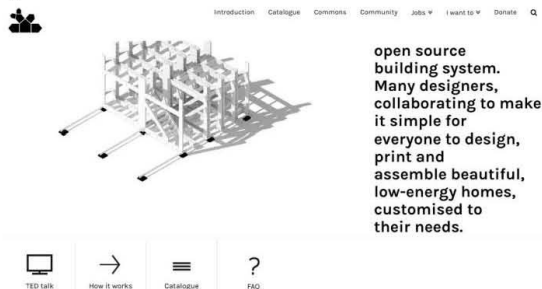 Introduction Catalogue Commons Community Jobs I want to Donate
open source
building system.
Many designers,
collaborating to make
it simple for
everyone to design,
print and
assemble beautiful,
low-energy homes,
customised to
their needs.
?
TED talk How it works Catalogue FAQ